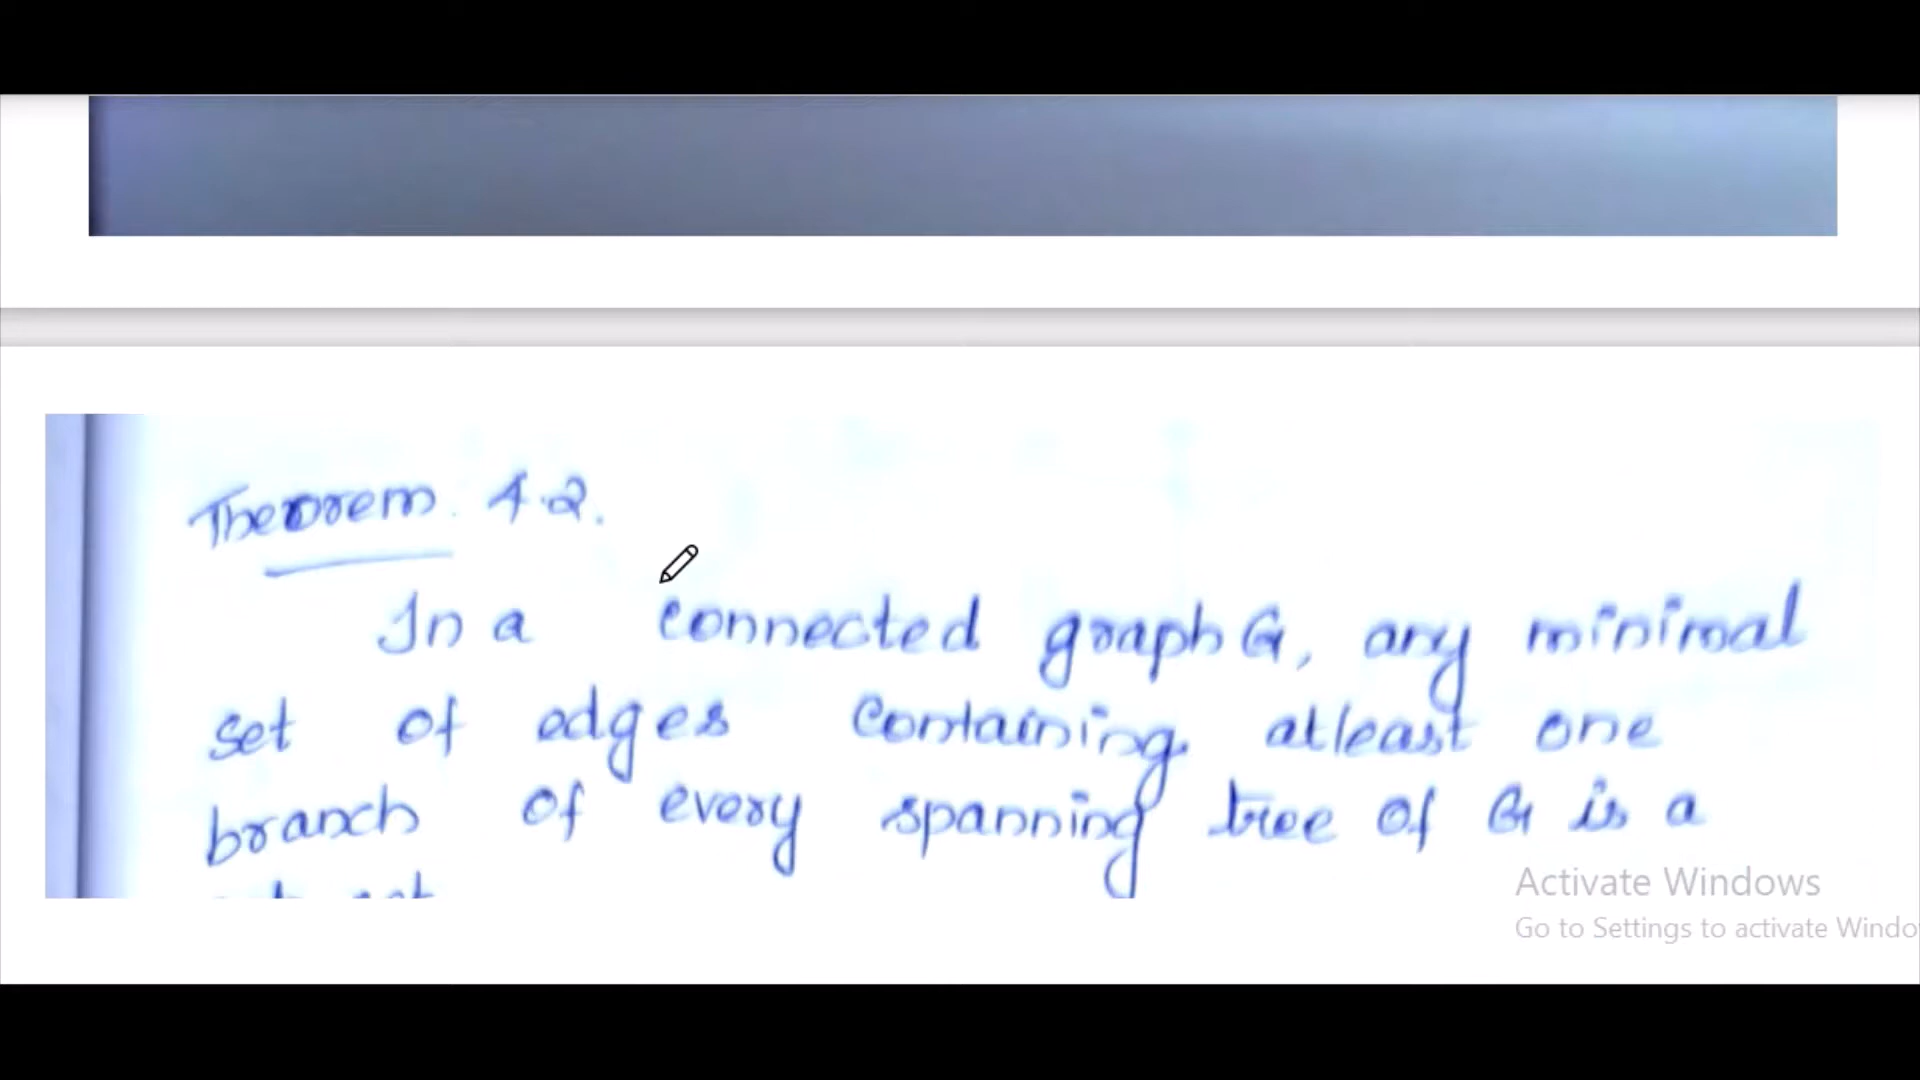 Theorem 4.2.
In a connected graph G, any minimal
set of edges containing atleast one
branch of every spanning tree of G is a
Activate Windows
Go to Settings to activate Windo